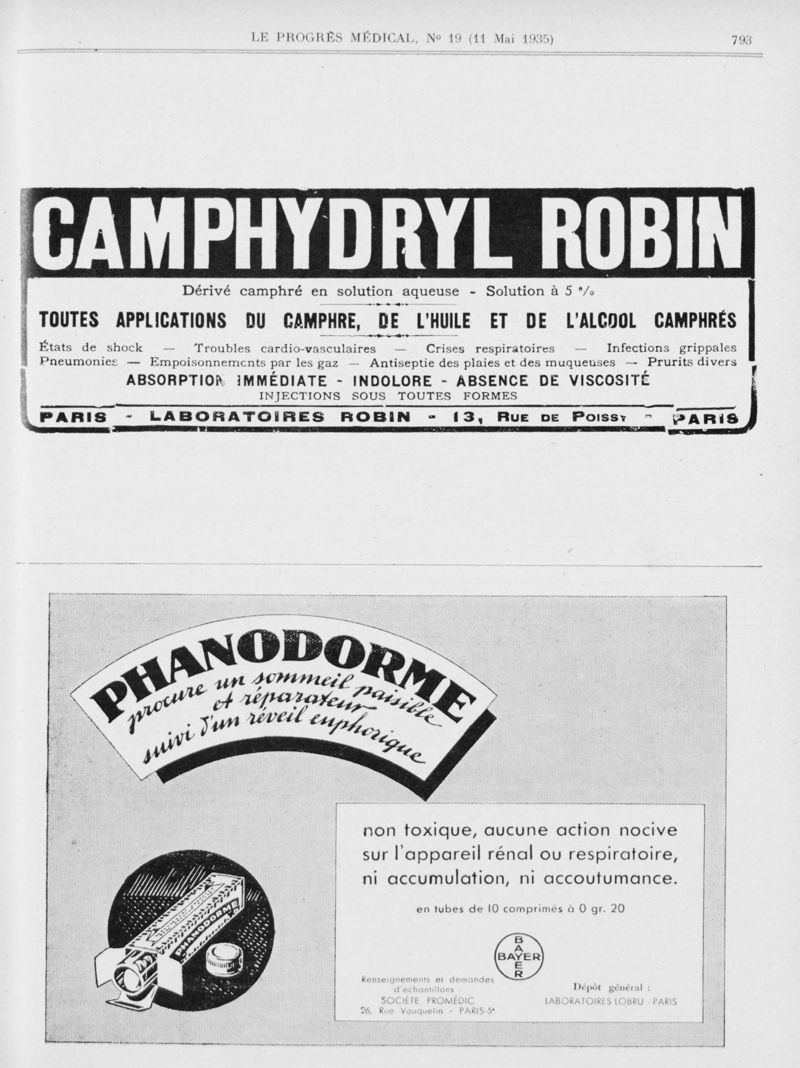 LE PROGRÈS MÉDICAL, Nº 19 (11 Mai 1935) 793
CAMPHYDRYL ROBIN
Dérivé camphré en solution aqueuse - Solution à 5 %
TOUTES APPLICATIONS DU CAMPHRE, DE L'HUILE ET DE L'ALCOOL CAMPHRÉS
États de shock — Troubles cardio-vasculaires — Crises respiratoires — Infections grippales
Pneumonies — Empoisonnements par les gaz — Antiseptie des plaies et des muqueuses — Prurits divers
ABSORPTION IMMÉDIATE - INDOLORE - ABSENCE DE VISCOSITÉ
INJECTIONS SOUS TOUTES FORMES
PARIS - LABORATOIRES ROBIN - 13, RUE DE POISSY - PARIS
PHANODORME
procure un sommeil paisible
et réparateur
suivi d'un réveil euphorique
non toxique, aucune action nocive
sur l'appareil rénal ou respiratoire,
ni accumulation, ni accoutumance.
en tubes de 10 comprimés à 0 gr. 20
PHANODORME
BAYER
BAYER
Renseignements et demandes
d'échantillons :
SOCIÉTÉ PROMÉDIC
26, Rue Vauquelin - PARIS-5e
Dépôt général :
LABORATOIRES LOBRU - PARIS